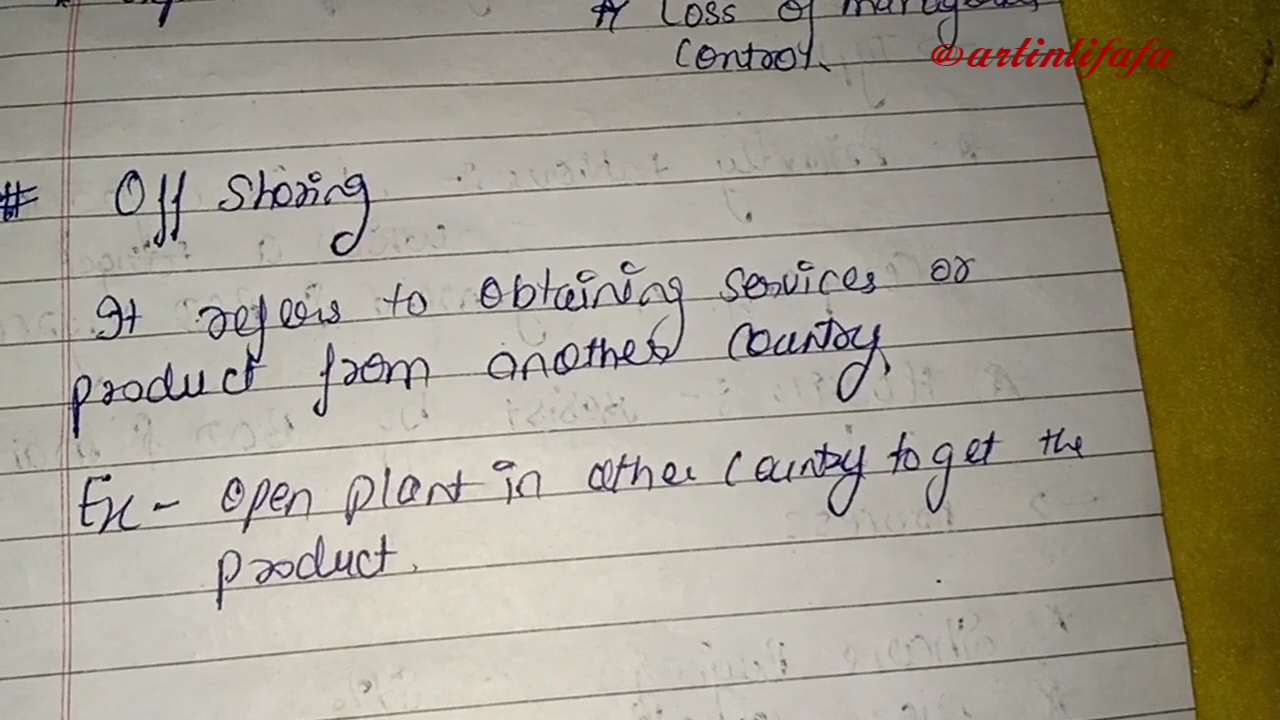 * Loss of
control.
@artinlifafa
# Off Shoring
It refers to obtaining services or
product from another country.
Ex - open plant in other country to get the
product.